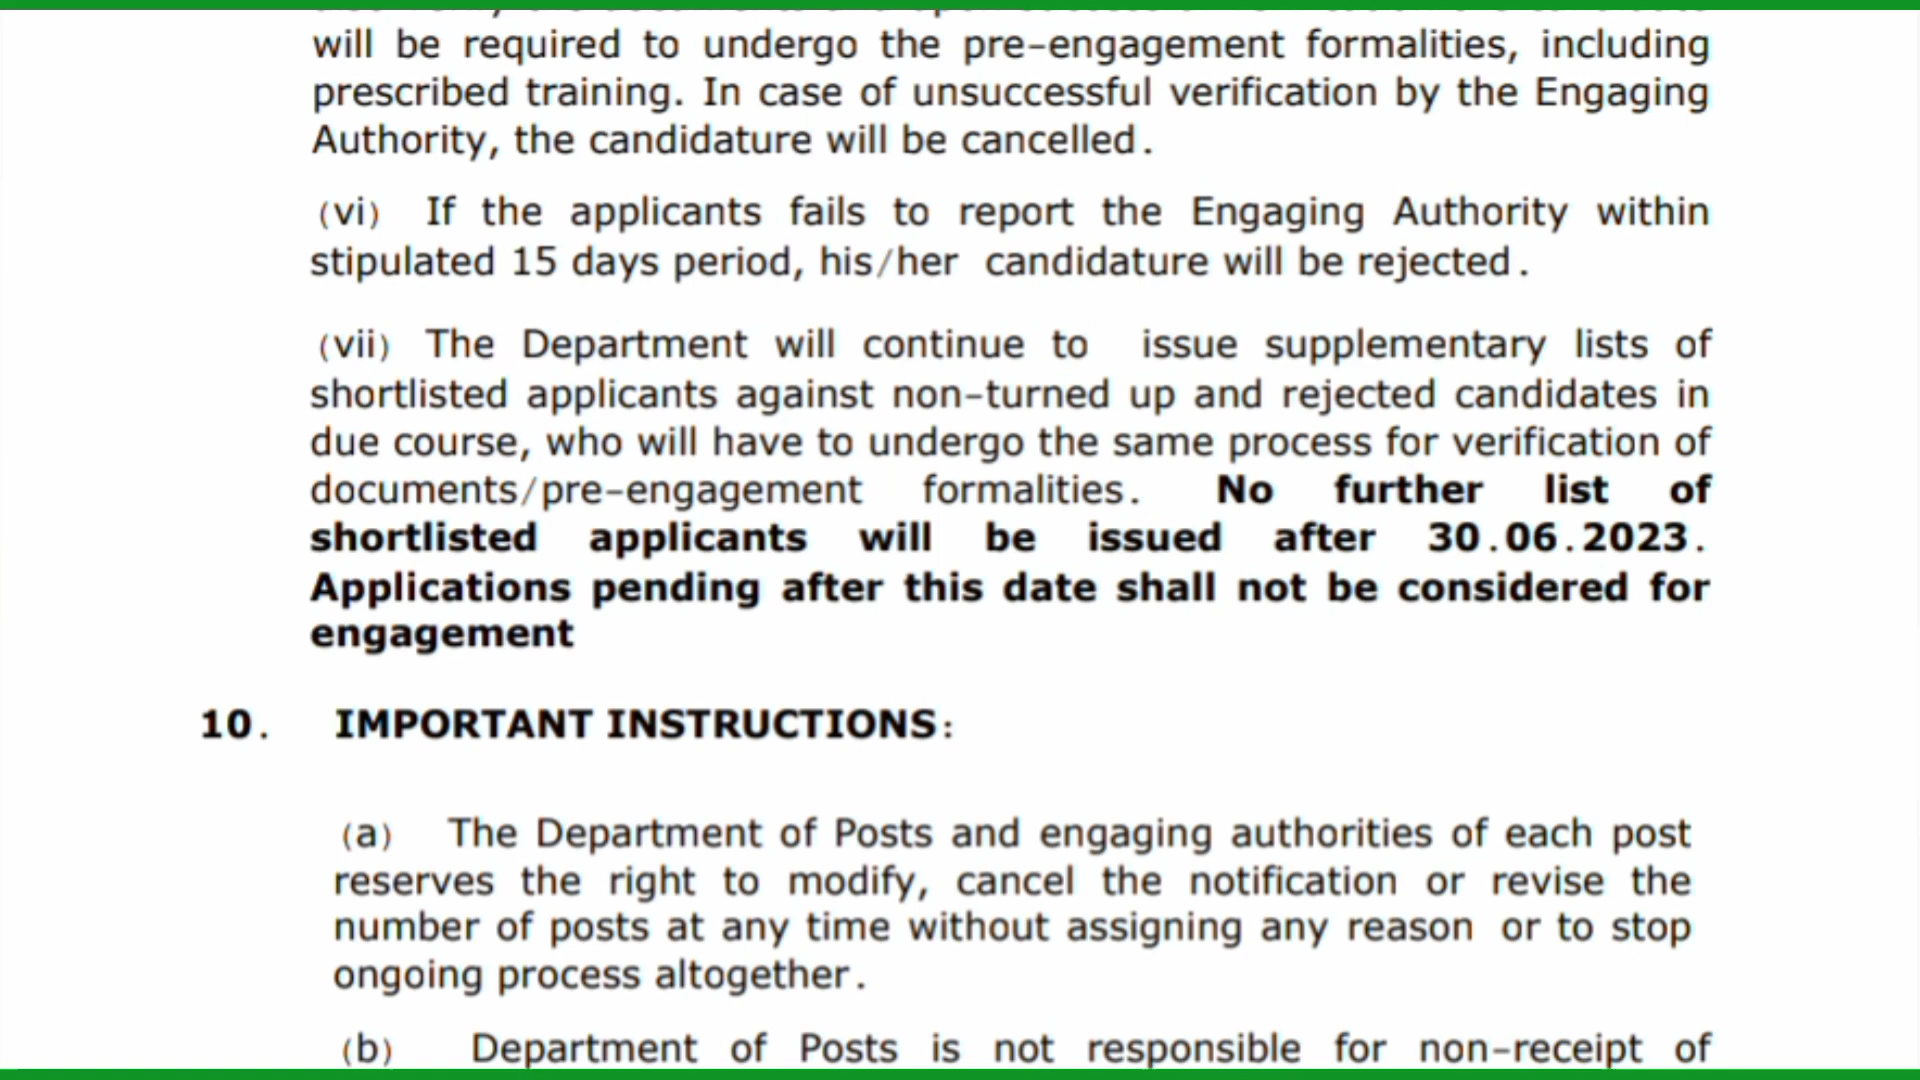 will be required to undergo the pre-engagement formalities, including
prescribed training. In case of unsuccessful verification by the Engaging
Authority, the candidature will be cancelled.
(vi) If the applicants fails to report the Engaging Authority within
stipulated 15 days period, his/her candidature will be rejected.
(vii) The Department will continue to issue supplementary lists of
shortlisted applicants against non-turned up and rejected candidates in
due course, who will have to undergo the same process for verification of
documents/pre-engagement formalities. No further list of
shortlisted applicants will be issued after 30.06.2023.
Applications pending after this date shall not be considered for
engagement
10. IMPORTANT INSTRUCTIONS:
(a) The Department of Posts and engaging authorities of each post
reserves the right to modify, cancel the notification or revise the
number of posts at any time without assigning any reason or to stop
ongoing process altogether.
(b) Department of Posts is not responsible for non-receipt of